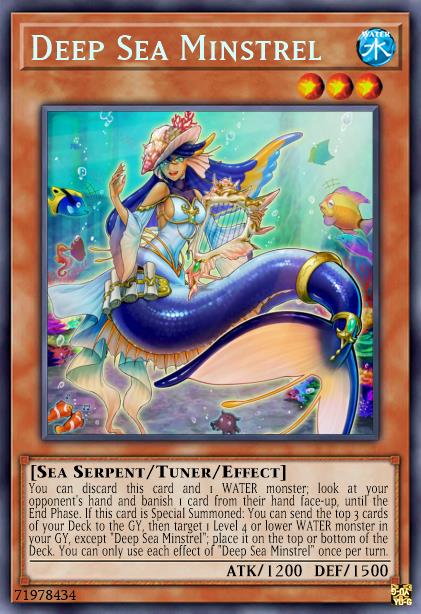 Deep Sea Minstrel
WATER
水
[Sea Serpent/Tuner/Effect]
You can discard this card and 1 WATER monster; look at your
opponent's hand and banish 1 card from their hand face-up, until the
End Phase. If this card is Special Summoned: You can send the top 3 cards
of your Deck to the GY, then target 1 Level 4 or lower WATER monster in
your GY, except "Deep Sea Minstrel"; place it on the top or bottom of the
Deck. You can only use each effect of "Deep Sea Minstrel" once per turn.
ATK/1200 DEF/1500
71978434